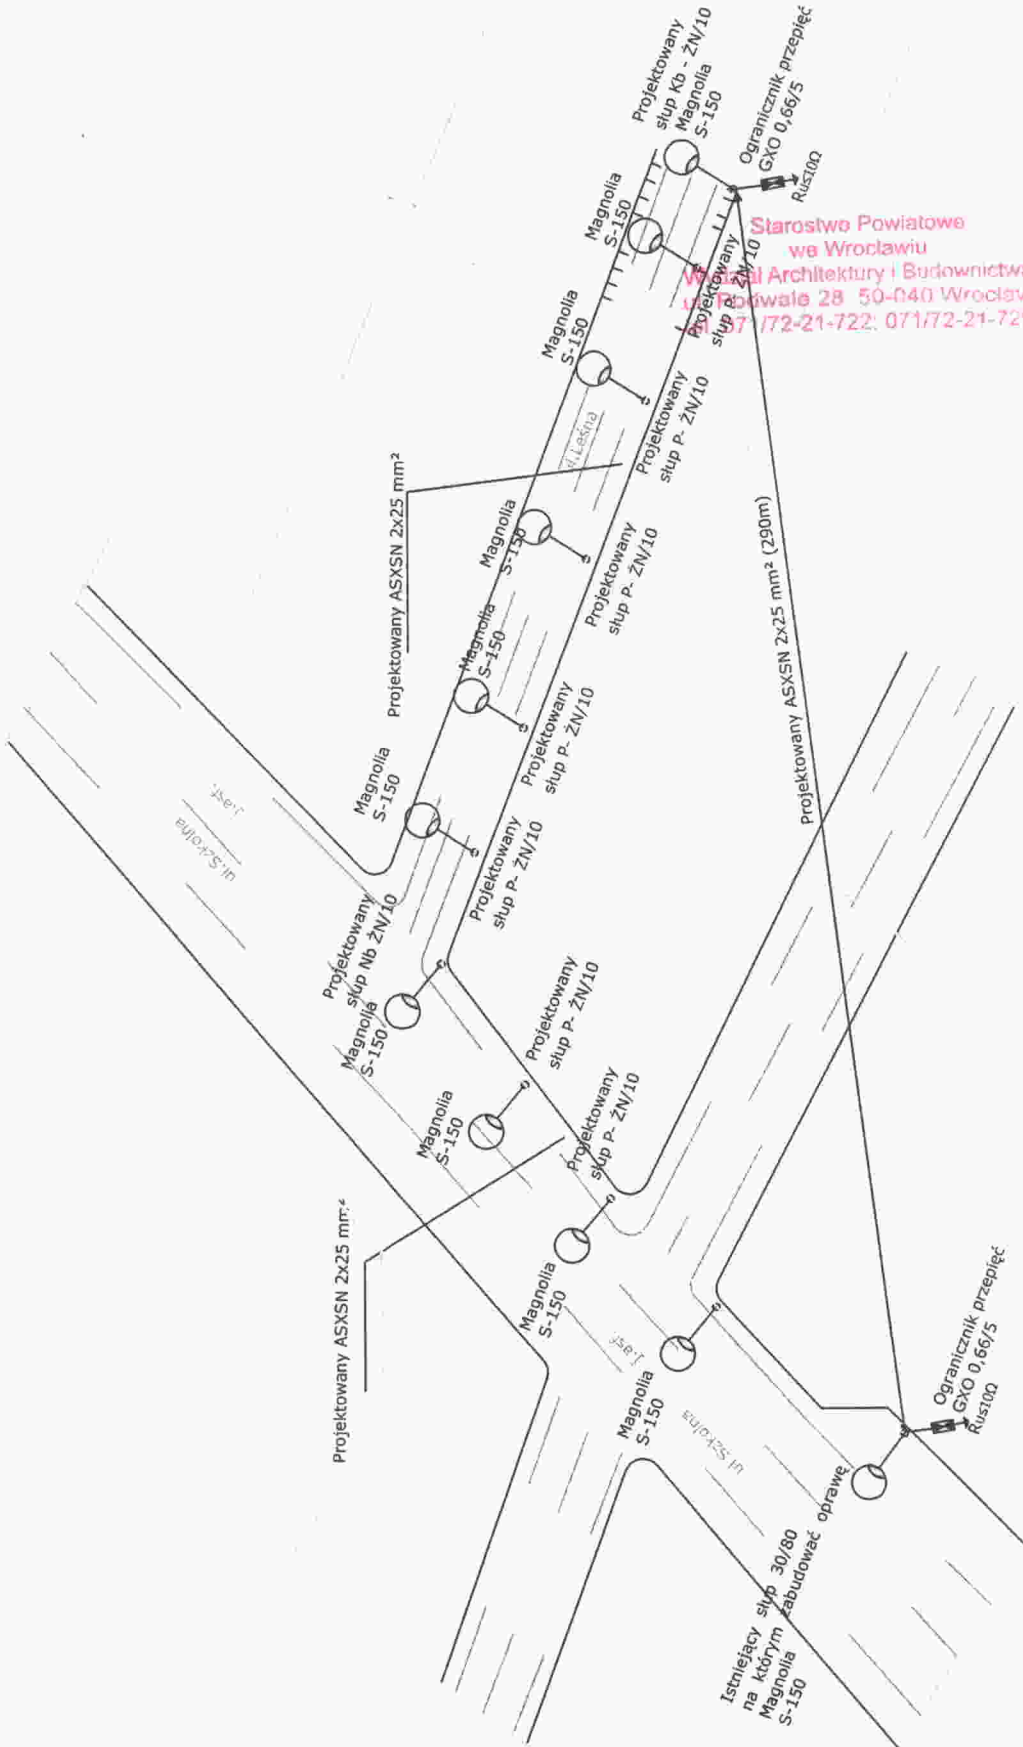 Projektowany
słup Kb - ŻN/10
Magnolia
S-150
Ogranicznik przepięć
GXO 0,66/5
Rus10Ω
Magnolia
S-150
Starostwo Powiatowe
we Wrocławiu
Wydział Architektury i Budownictwa
ul. Podwale 28 50-040 Wrocław
071/72-21-722; 071/72-21-72
Projektowany
słup P- ŻN/10
Magnolia
S-150
Projektowany
słup P- ŻN/10
ul.Leśna
Projektowany ASXSN 2x25 mm²
Magnolia
S-150
Projektowany
słup P- ŻN/10
Magnolia
S-150
Projektowany
słup P- ŻN/10
Projektowany ASXSN 2x25 mm² (290m)
Magnolia
S-150
Projektowany
słup P- ŻN/10
ul.Szkolna
j.asf.
Projektowany
słup Nb ŻN/10
Magnolia
S-150
Projektowany
słup P- ŻN/10
Magnolia
S-150
Projektowany
słup P- ŻN/10
Projektowany ASXSN 2x25 mm²
Magnolia
S-150
j.asf.
Magnolia
S-150
ul Szkolna
Ogranicznik przepięć
GXO 0,66/5
Rus10Ω
Istniejący słup 30/80
na którym zabudować oprawę
Magnolia
S-150